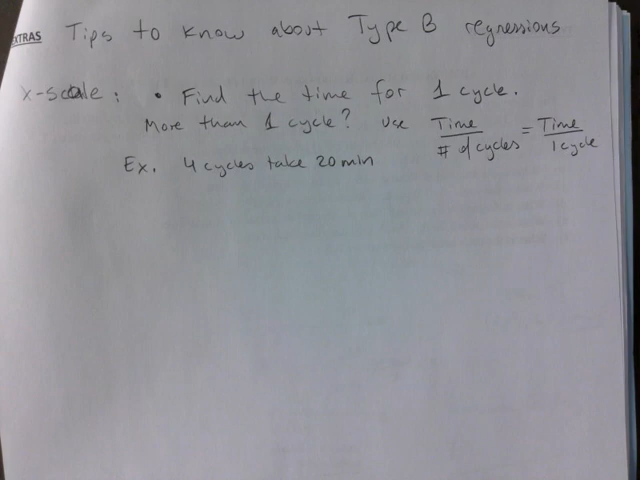 EXTRAS Tips to know about Type B regressions
x-scale: • Find the time for 1 cycle.
More than 1 cycle? Use Time / # of cycles = Time / 1 cycle
Ex. 4 cycles take 20 min